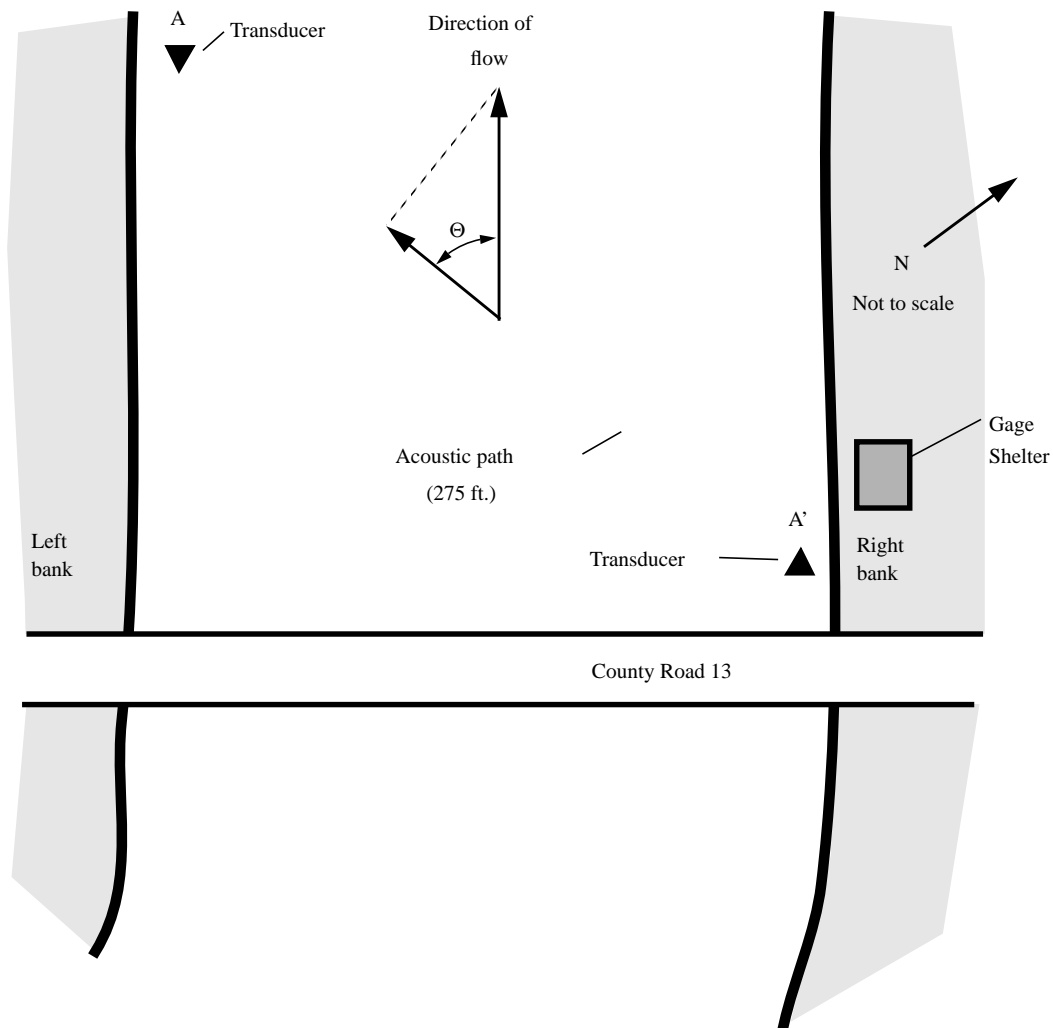 A
Transducer
Direction of
flow
Θ
N
Not to scale
Gage
Shelter
Acoustic path
(275 ft.)
A’
Transducer
Left
bank
Right
bank
County Road 13